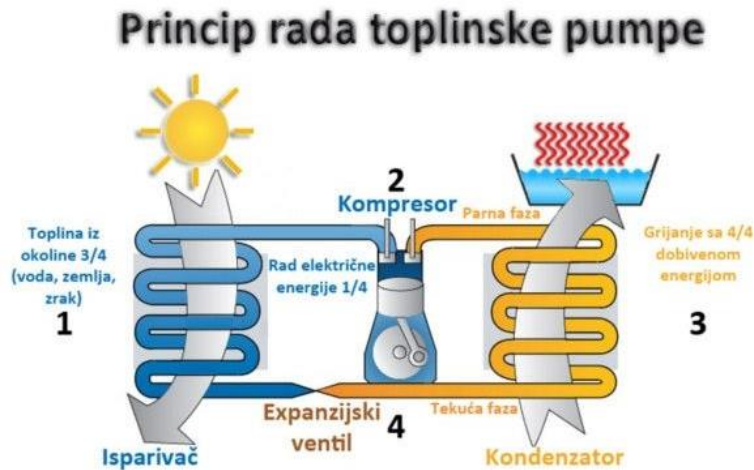 Princip rada toplinske pumpe
2
Kompresor
Parna faza
Toplina iz
okoline 3/4
(voda, zemlja,
zrak)
1
Rad električne
energije 1/4
Grijanje sa 4/4
dobivenom
energijom
3
Expanzijski
ventil
4
Tekuća faza
Isparivač
Kondenzator